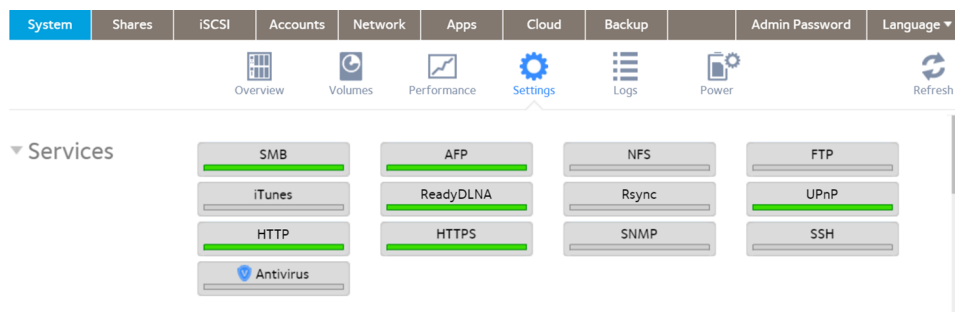 System Shares iSCSI Accounts Network Apps Cloud Backup Admin Password Language
Overview Volumes Performance Settings Logs Power Refresh
Services
SMB AFP NFS FTP
iTunes ReadyDLNA Rsync UPnP
HTTP HTTPS SNMP SSH
V Antivirus